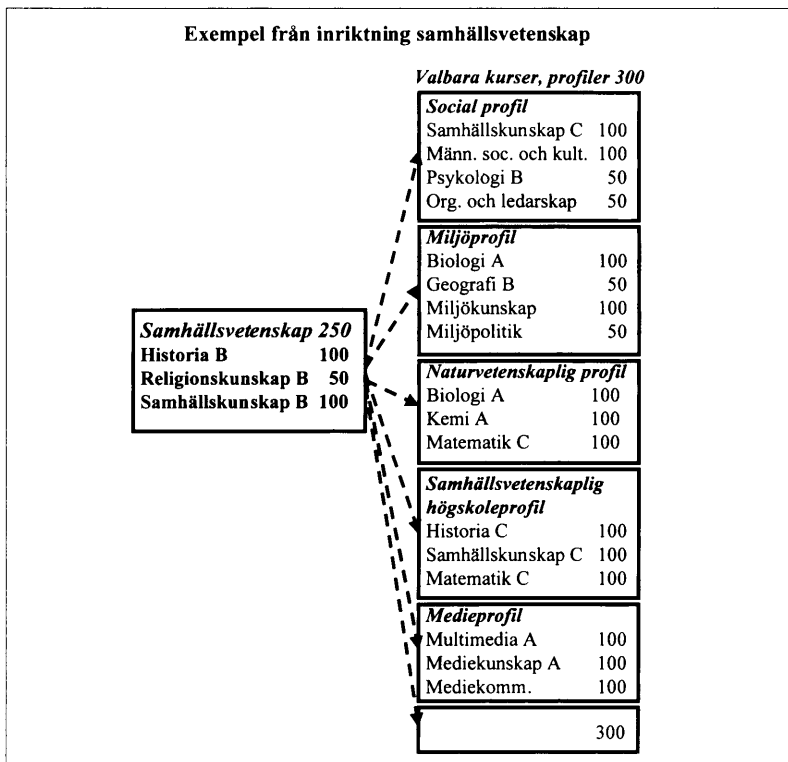 Exempel från inriktning samhällsvetenskap
Valbara kurser, profiler 300
Social profil
Samhällskunskap C 100
Männ. soc. och kult. 100
Psykologi B 50
Org. och ledarskap 50
Miljöprofil
Biologi A 100
Geografi B 50
Miljökunskap 100
Miljöpolitik 50
Samhällsvetenskap 250
Historia B 100
Religionskunskap B 50
Samhällskunskap B 100
Naturvetenskaplig profil
Biologi A 100
Kemi A 100
Matematik C 100
Samhällsvetenskaplig
högskoleprofil
Historia C 100
Samhällskunskap C 100
Matematik C 100
Medieprofil
Multimedia A 100
Mediekunskap A 100
Mediekomm. 100
300